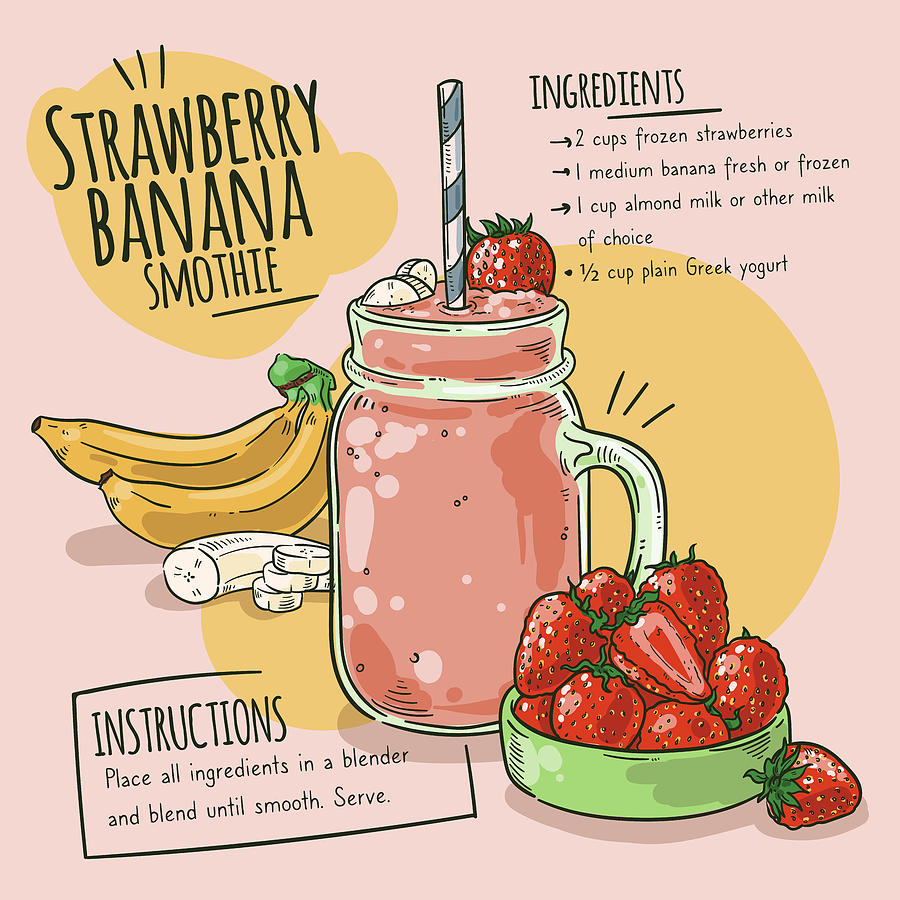 STRAWBERRY
BANANA
SMOTHIE
INGREDIENTS
→2 cups frozen strawberries
→1 medium banana fresh or frozen
→1 cup almond milk or other milk
of choice
• ½ cup plain Greek yogurt
INSTRUCTIONS
Place all ingredients in a blender
and blend until smooth. Serve.